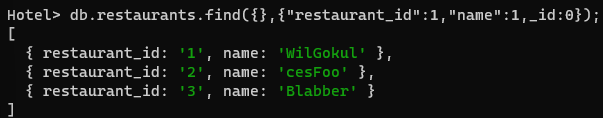 Hotel> db.restaurants.find({},{"restaurant_id":1,"name":1,_id:0});
[
  { restaurant_id: '1', name: 'WilGokul' },
  { restaurant_id: '2', name: 'cesFoo' },
  { restaurant_id: '3', name: 'Blabber' }
]